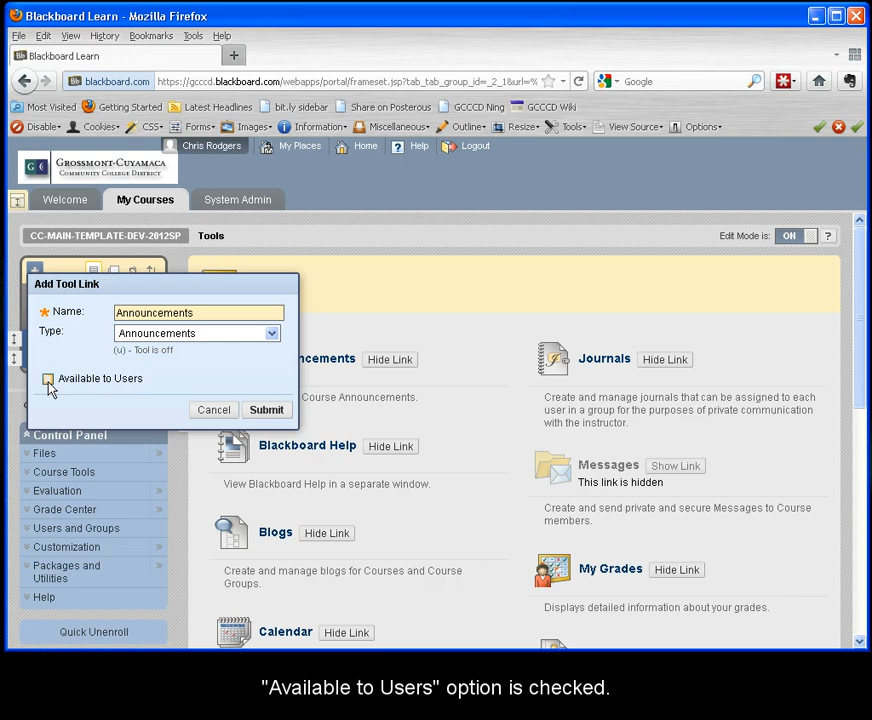 Blackboard Learn - Mozilla Firefox
File Edit View History Bookmarks Tools Help
Blackboard Learn
blackboard.com https://gcccd.blackboard.com/webapps/portal/frameset.jsp?tab_tab_group_id=_2_1&url=% Google
Most Visited Getting Started Latest Headlines bit.ly sidebar Share on Posterous GCCCD Ning GCCCD Wiki
Disable Cookies CSS Forms Images Information Miscellaneous Outline Resize Tools View Source Options
Chris Rodgers My Places Home Help Logout
GROSSMONT-CUYAMACA
COMMUNITY COLLEGE DISTRICT
Welcome My Courses System Admin
CC-MAIN-TEMPLATE-DEV-2012SP Tools Edit Mode is: ON ?
Add Tool Link
Name: Announcements
Type: Announcements
(u) - Tool is off
Available to Users
Cancel Submit
ncements Hide Link
Course Announcements.
Journals Hide Link
Create and manage journals that can be assigned to each
user in a group for the purposes of private communication
with the instructor.
Control Panel
Files
Course Tools
Evaluation
Grade Center
Users and Groups
Customization
Packages and
Utilities
Help
Quick Unenroll
Blackboard Help Hide Link
View Blackboard Help in a separate window.
Messages Show Link
This link is hidden
Create and send private and secure Messages to Course
members.
Blogs Hide Link
Create and manage blogs for Courses and Course
Groups.
My Grades Hide Link
Displays detailed information about your grades.
Calendar Hide Link
"Available to Users" option is checked.